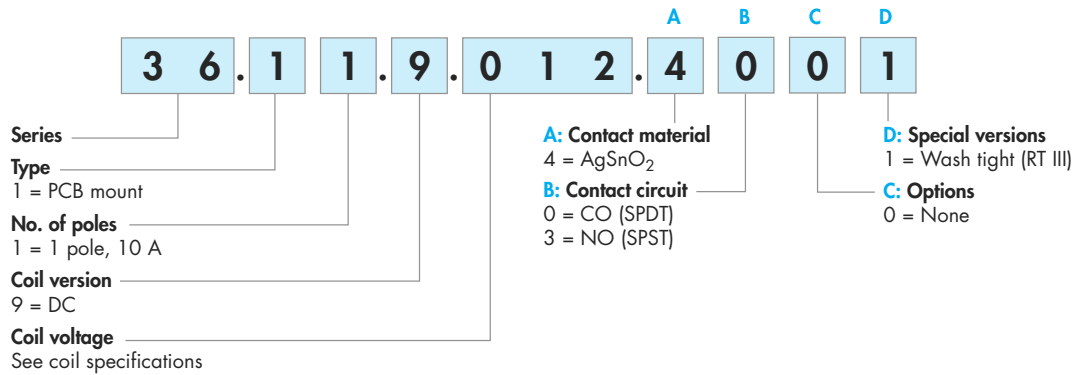 A B C D
3 6 . 1 1 . 9 . 0 1 2 . 4 0 0 1
Series
Type
1 = PCB mount
No. of poles
1 = 1 pole, 10 A
Coil version
9 = DC
Coil voltage
See coil specifications
A: Contact material
4 = AgSnO2
B: Contact circuit
0 = CO (SPDT)
3 = NO (SPST)
D: Special versions
1 = Wash tight (RT III)
C: Options
0 = None